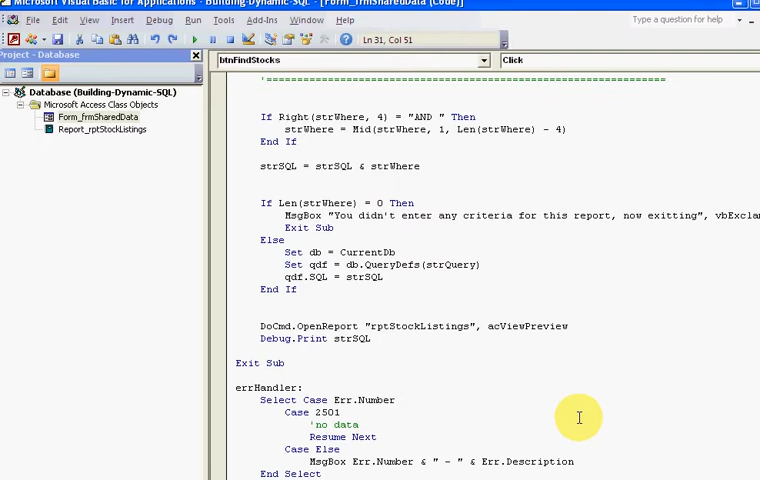 Microsoft Visual Basic for Applications - Building-Dynamic-SQL - [Form_frmSharedData (Code)]
File Edit View Insert Debug Run Tools Add-Ins Window Help
Type a question for help
Ln 31, Col 51
Project - Database
btnFindStocks
Click
Database (Building-Dynamic-SQL)
Microsoft Access Class Objects
Form_frmSharedData
Report_rptStockListings
'=================================================================
If Right(strWhere, 4) = "AND " Then
strWhere = Mid(strWhere, 1, Len(strWhere) - 4)
End If
strSQL = strSQL & strWhere
If Len(strWhere) = 0 Then
MsgBox "You didn't enter any criteria for this report, now exitting", vbExcla
Exit Sub
Else
Set db = CurrentDb
Set qdf = db.QueryDefs(strQuery)
qdf.SQL = strSQL
End If
DoCmd.OpenReport "rptStockListings", acViewPreview
Debug.Print strSQL
Exit Sub
errHandler:
Select Case Err.Number
Case 2501
'no data
Resume Next
Case Else
MsgBox Err.Number & " - " & Err.Description
End Select